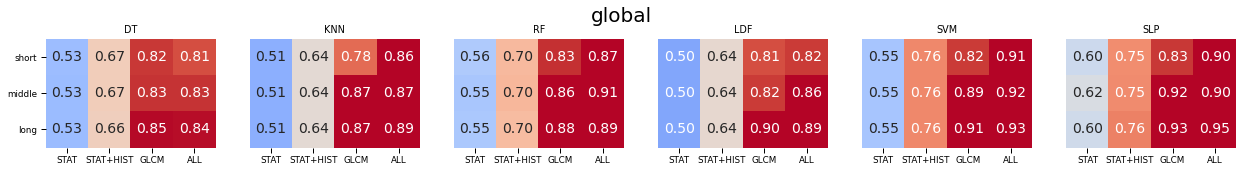 global
DT KNN RF LDF SVM SLP
short 0.53 0.67 0.82 0.81 0.51 0.64 0.78 0.86 0.56 0.70 0.83 0.87 0.50 0.64 0.81 0.82 0.55 0.76 0.82 0.91 0.60 0.75 0.83 0.90
middle 0.53 0.67 0.83 0.83 0.51 0.64 0.87 0.87 0.55 0.70 0.86 0.91 0.50 0.64 0.82 0.86 0.55 0.76 0.89 0.92 0.62 0.75 0.92 0.90
long 0.53 0.66 0.85 0.84 0.51 0.64 0.87 0.89 0.55 0.70 0.88 0.89 0.50 0.64 0.90 0.89 0.55 0.76 0.91 0.93 0.60 0.76 0.93 0.95
STAT STAT+HIST GLCM ALL STAT STAT+HIST GLCM ALL STAT STAT+HIST GLCM ALL STAT STAT+HIST GLCM ALL STAT STAT+HIST GLCM ALL STAT STAT+HIST GLCM ALL